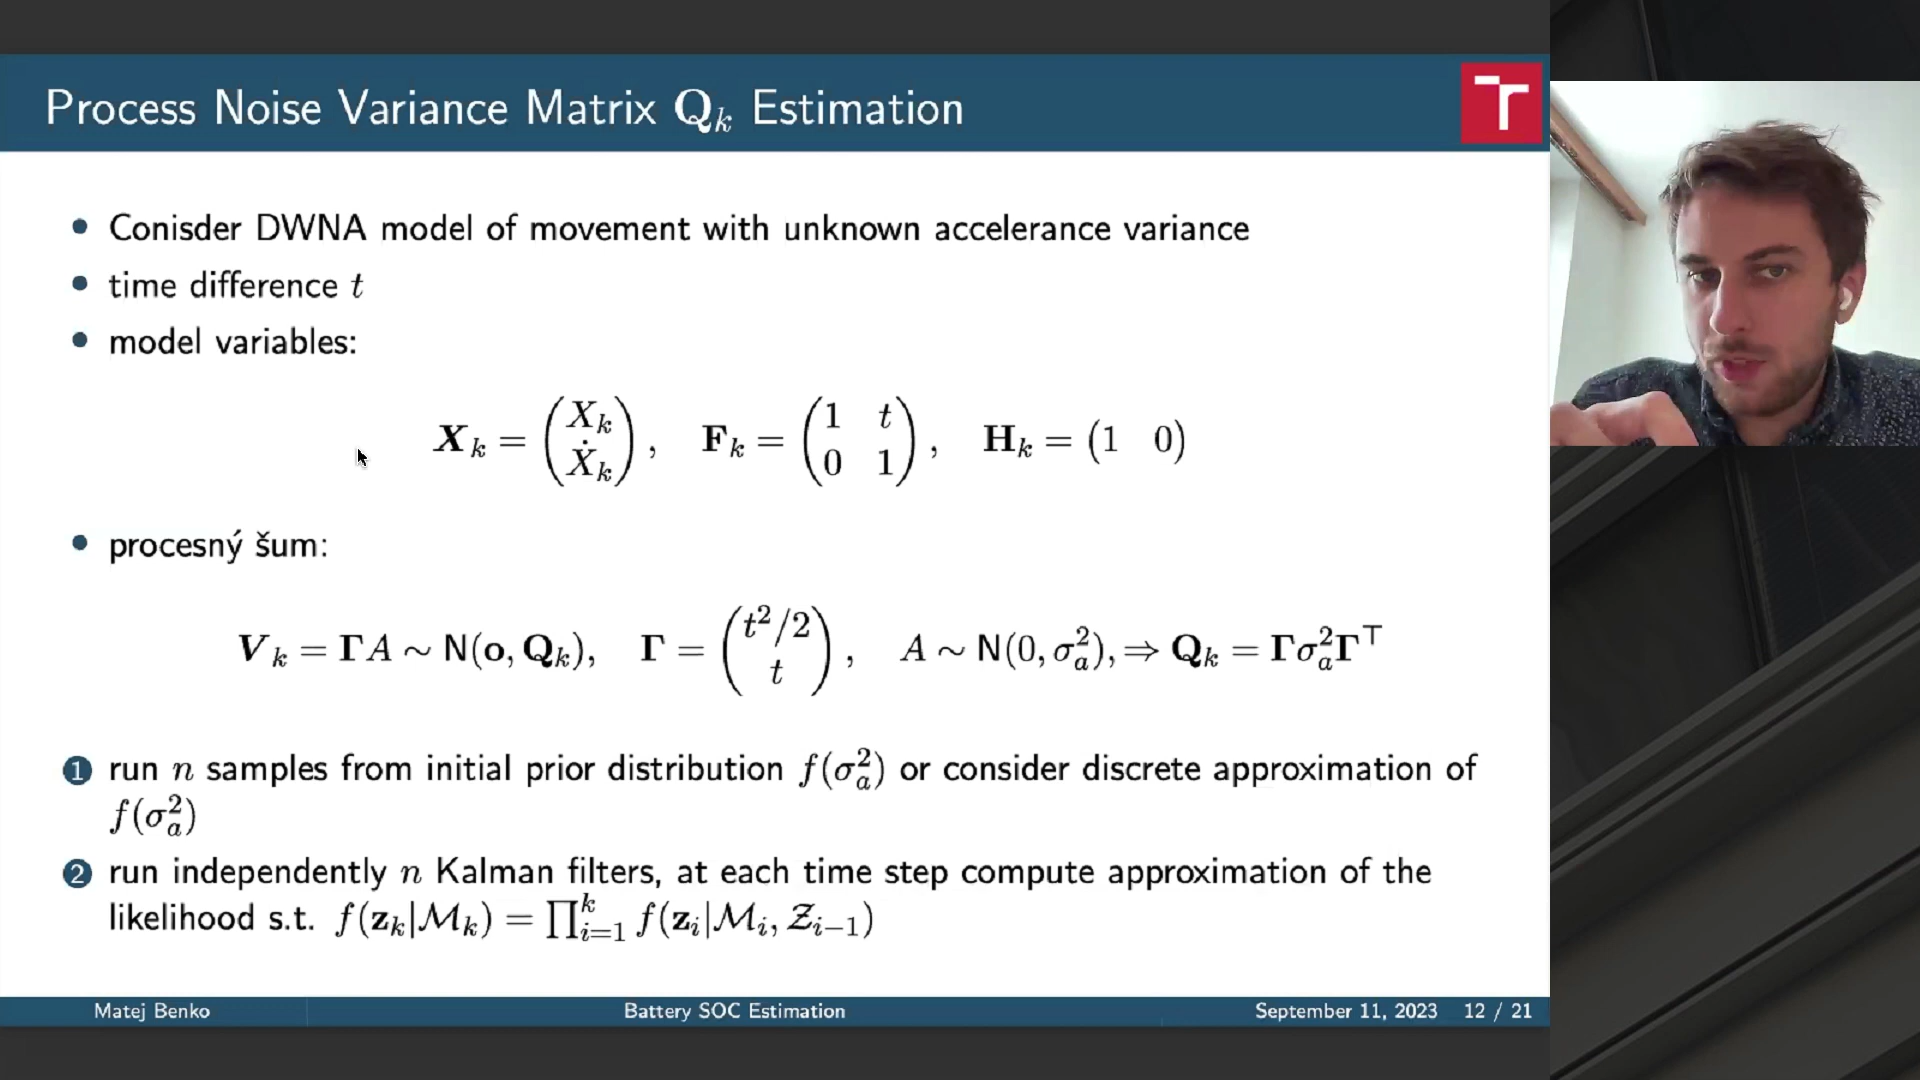 Process Noise Variance Matrix Q_k Estimation
• Conisder DWNA model of movement with unknown accelerance variance
• time difference t
• model variables:
X_k = (X_k Ẋ_k), F_k = (1 t 0 1), H_k = (1 0)
• procesný šum:
V_k = ΓA ∼ N(o, Q_k), Γ = (t²/2 t), A ∼ N(0, σ_a²), ⇒ Q_k = Γσ_a²Γ^⊤
1 run n samples from initial prior distribution f(σ_a²) or consider discrete approximation of
f(σ_a²)
2 run independently n Kalman filters, at each time step compute approximation of the
likelihood s.t. f(z_k|M_k) = ∏_{i=1}^k f(z_i|M_i, Z_{i−1})
Matej Benko Battery SOC Estimation September 11, 2023 12 / 21